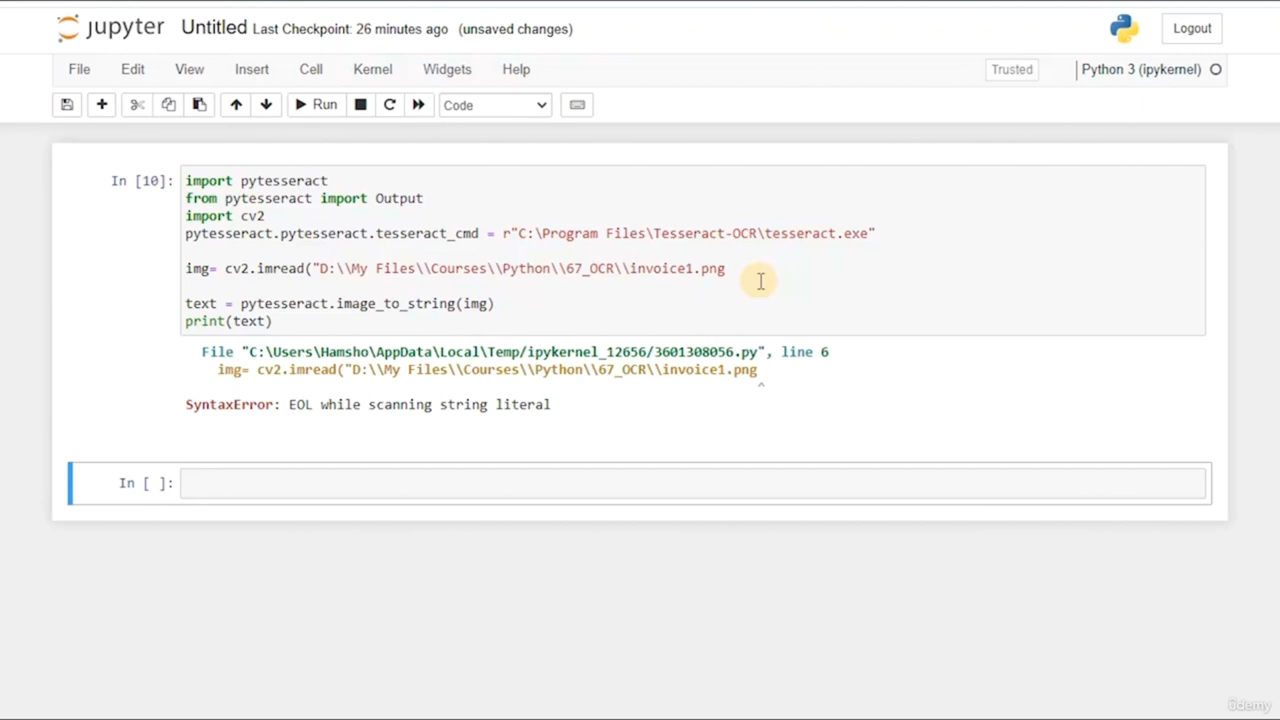 jupyter Untitled Last Checkpoint: 26 minutes ago (unsaved changes) Logout
File Edit View Insert Cell Kernel Widgets Help Trusted Python 3 (ipykernel)
Run Code
In [10]: import pytesseract
from pytesseract import Output
import cv2
pytesseract.pytesseract.tesseract_cmd = r"C:\Program Files\Tesseract-OCR\tesseract.exe"
img= cv2.imread("D:\\My Files\\Courses\\Python\\67_OCR\\invoice1.png
text = pytesseract.image_to_string(img)
print(text)
File "C:\Users\Hamsho\AppData\Local\Temp/ipykernel_12656/3601308056.py", line 6
img= cv2.imread("D:\\My Files\\Courses\\Python\\67_OCR\\invoice1.png
^
SyntaxError: EOL while scanning string literal
In [ ]:
ûdemy